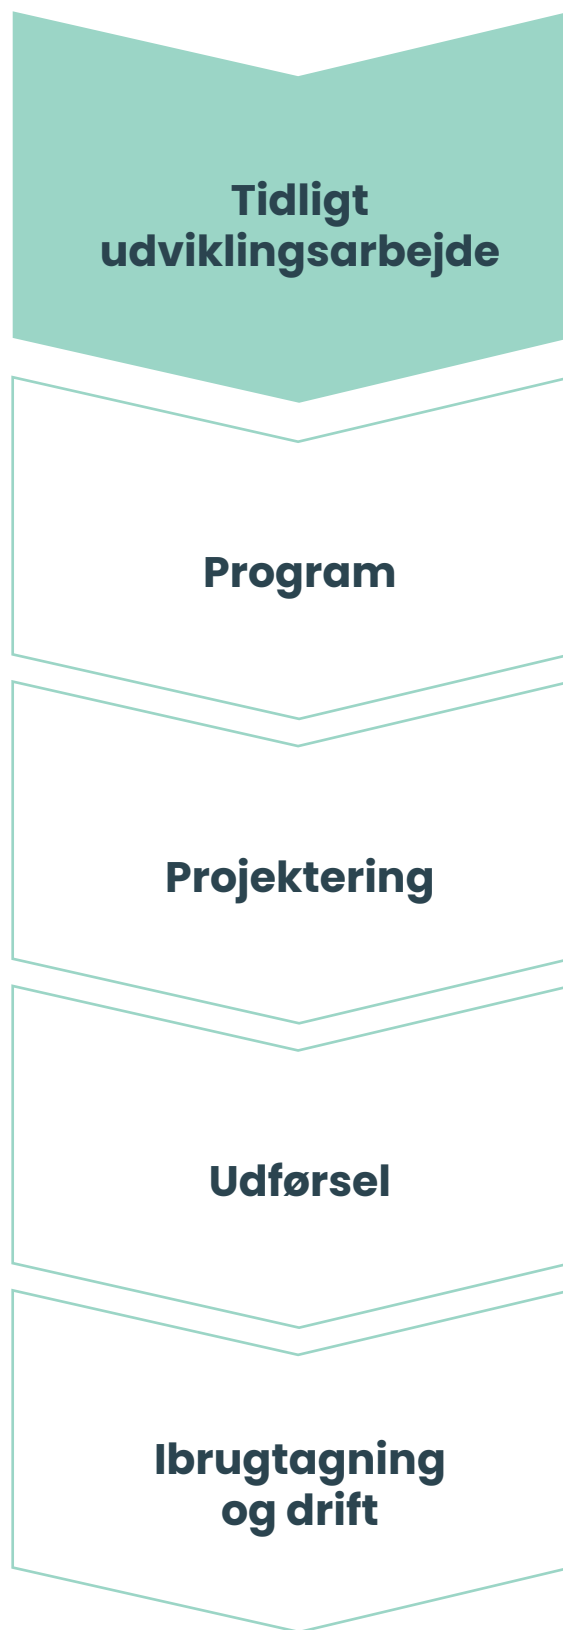 Tidligt
udviklingsarbejde
Program
Projektering
Udførsel
Ibrugtagning
og drift